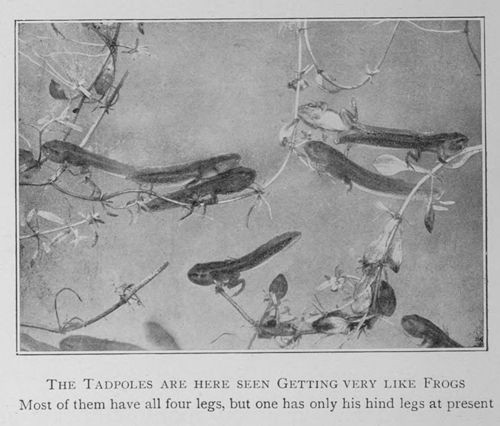 The Tadpoles are here seen Getting very like Frogs
Most of them have all four legs, but one has only his hind legs at present